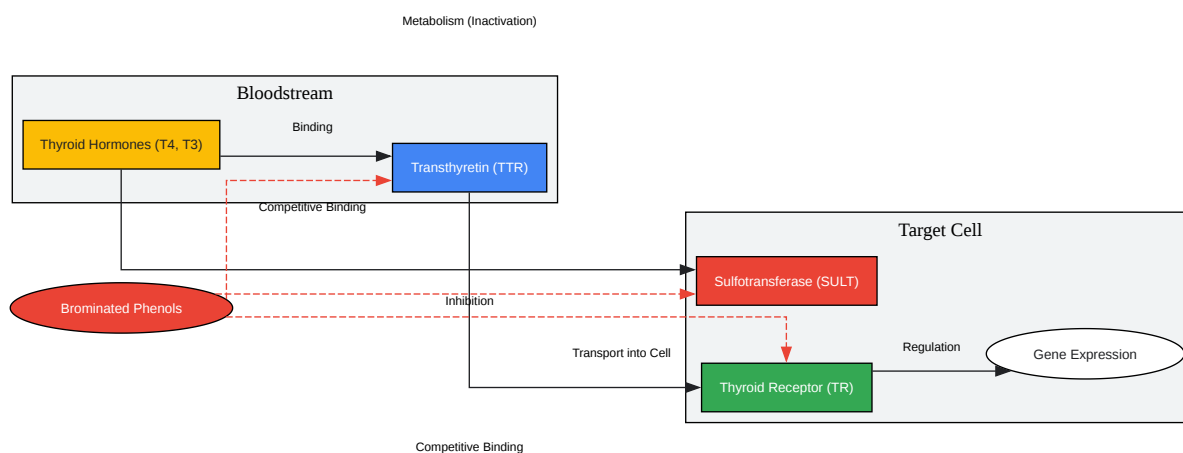 Metabolism (Inactivation)
Bloodstream
Binding
Thyroid Hormones (T4, T3)
Transthyretin (TTR)
Competitive Binding
Target Cell
Sulfotransferase (SULT)
Inhibition
Brominated Phenols
Transport into Cell
Regulation
Gene Expression
Thyroid Receptor (TR)
Competitive Binding